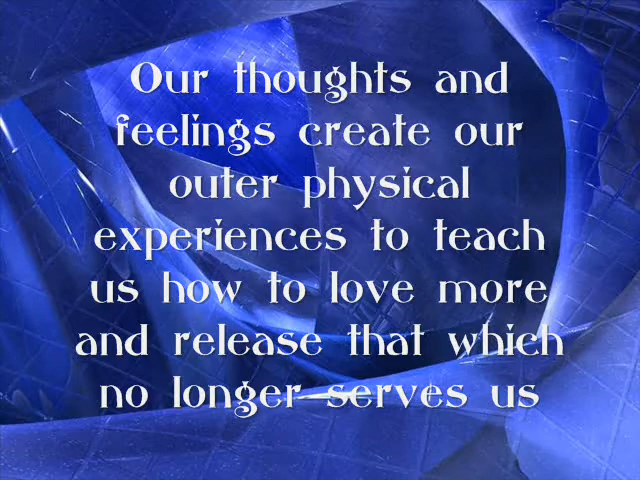 Our thoughts and
feelings create our
outer physical
experiences to teach
us how to love more
and release that which
no longer serves us